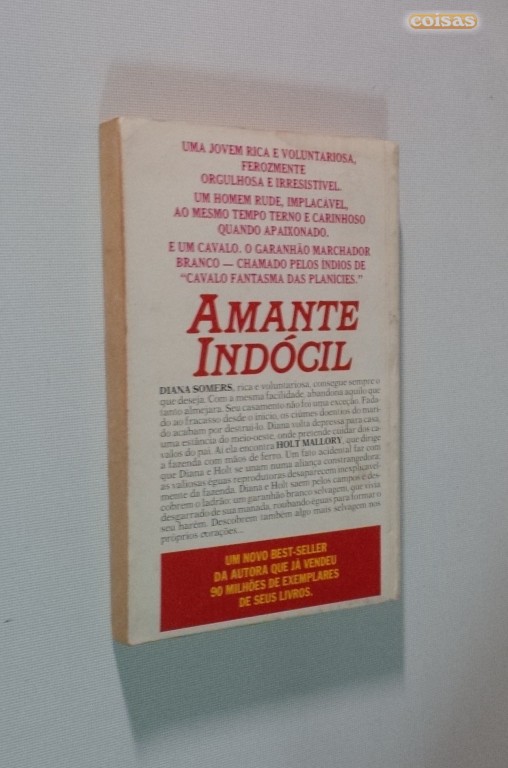 coisas
UMA JOVEM RICA E VOLUNTARIOSA,
FEROZMENTE
ORGULHOSA E IRRESISTÍVEL.
UM HOMEM RUDE, IMPLACÁVEL,
AO MESMO TEMPO TERNO E CARINHOSO
QUANDO APAIXONADO.
E UM CAVALO. O GARANHÃO MARCHADOR
BRANCO — CHAMADO PELOS ÍNDIOS DE
“CAVALO FANTASMA DAS PLANÍCIES.”
AMANTE
INDÓCIL
DIANA SOMERS, rica e voluntariosa, consegue sempre o
que deseja. Com a mesma facilidade, abandona aquilo que
tanto almejara. Seu casamento não foi uma exceção. Fada-
do ao fracasso desde o início, os ciúmes doentios do mari-
do acabam por destruí-lo. Diana volta depressa para casa,
uma estância do meio-oeste, onde pretende cuidar dos ca-
valos do pai. Aí ela encontra HOLT MALLORY, que dirige
a fazenda com mãos de ferro. Um fato acidental faz com
que Diana e Holt se unam numa aliança constrangedora:
as valiosas éguas reprodutoras desaparecem inexplicavel-
mente da fazenda. Diana e Holt saem pelos campos e des-
cobrem o ladrão: um garanhão branco selvagem, que vivia
desgarrado de sua manada, roubando éguas para formar o
seu harém. Descobrem também algo mais selvagem nos
próprios corações...
UM NOVO BEST-SELLER
DA AUTORA QUE JÁ VENDEU
90 MILHÕES DE EXEMPLARES
DE SEUS LIVROS.